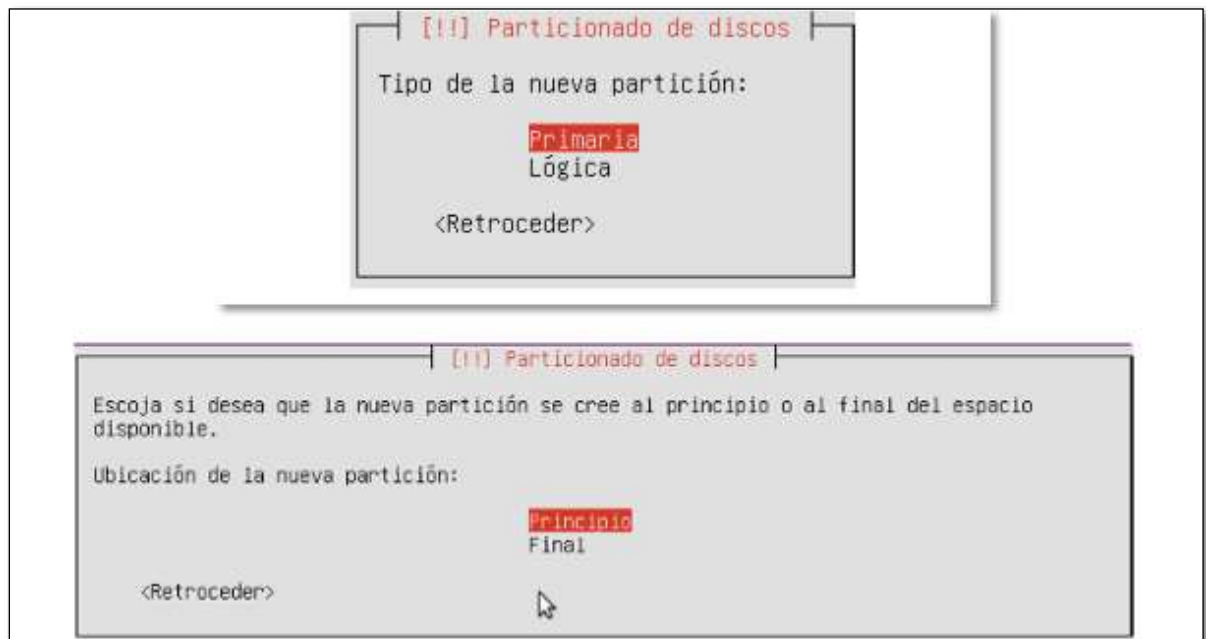 [!!] Particionado de discos
Tipo de la nueva partición:
Primaria
Lógica
<Retroceder>
[!!] Particionado de discos
Escoja si desea que la nueva partición se cree al principio o al final del espacio
disponible.
Ubicación de la nueva partición:
Principio
Final
<Retroceder>